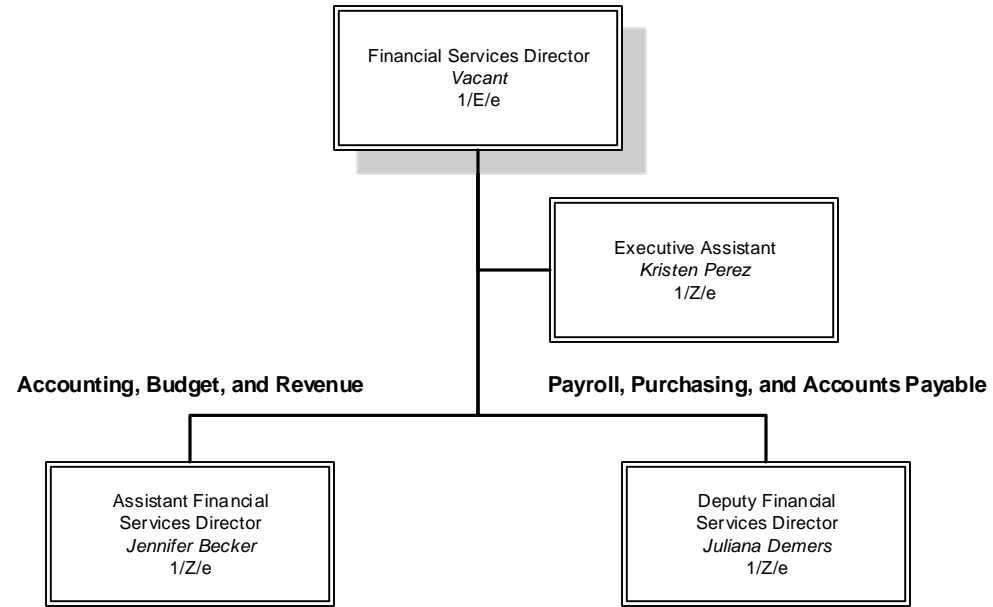 Financial Services Director
Vacant
1/E/e
Executive Assistant
Kristen Perez
1/Z/e
Accounting, Budget, and Revenue
Payroll, Purchasing, and Accounts Payable
Assistant Financial
Services Director
Jennifer Becker
1/Z/e
Deputy Financial
Services Director
Juliana Demers
1/Z/e